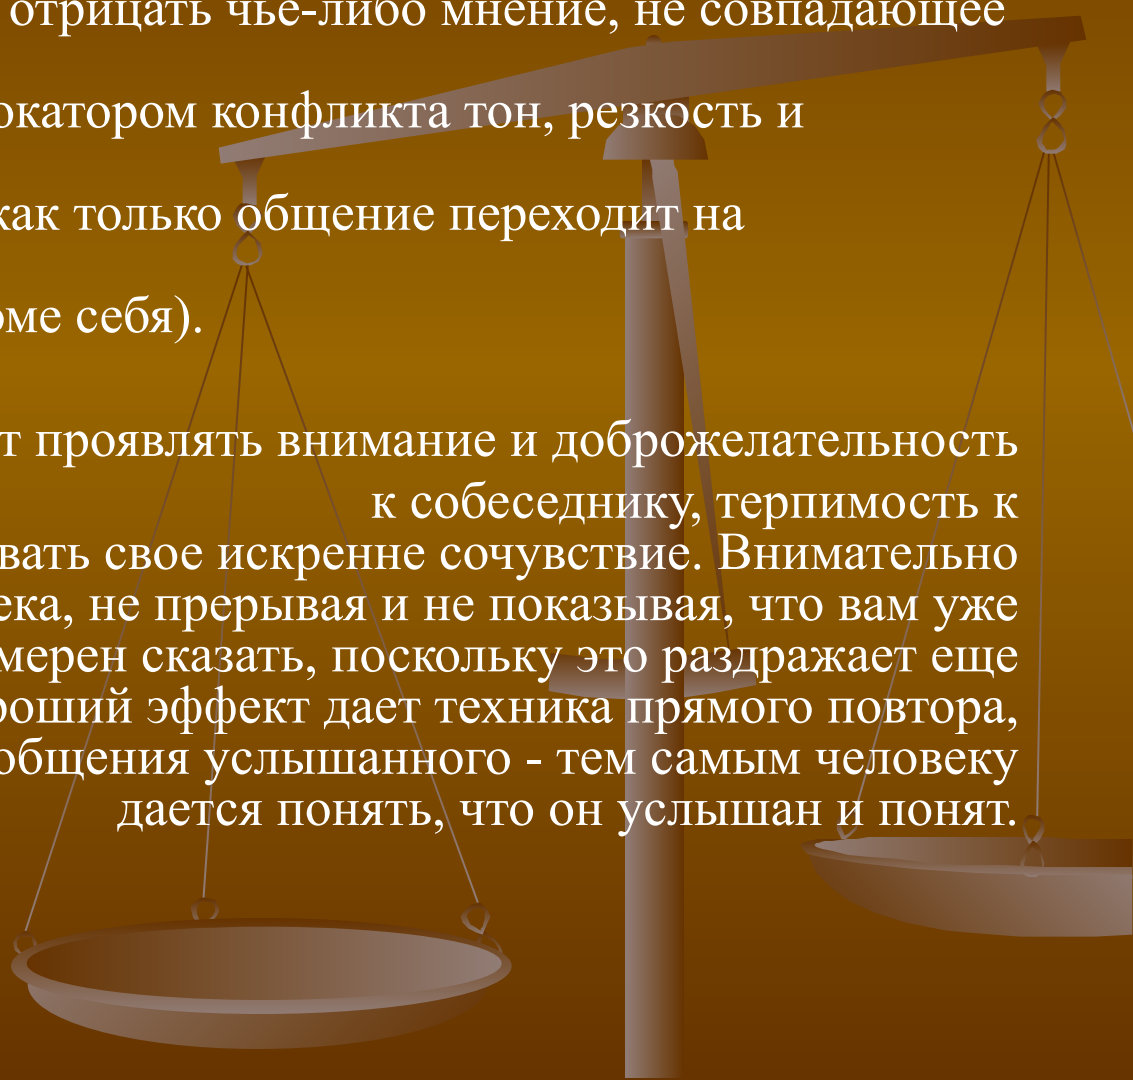 отрицать чье-либо мнение, не совпадающее
окатором конфликта тон, резкость и
как только общение переходит на
оме себя).
т проявлять внимание и доброжелательность
к собеседнику, терпимость к
вать свое искренне сочувствие. Внимательно
ека, не прерывая и не показывая, что вам уже
мерен сказать, поскольку это раздражает еще
роший эффект дает техника прямого повтора,
общения услышанного - тем самым человеку
дается понять, что он услышан и понят.